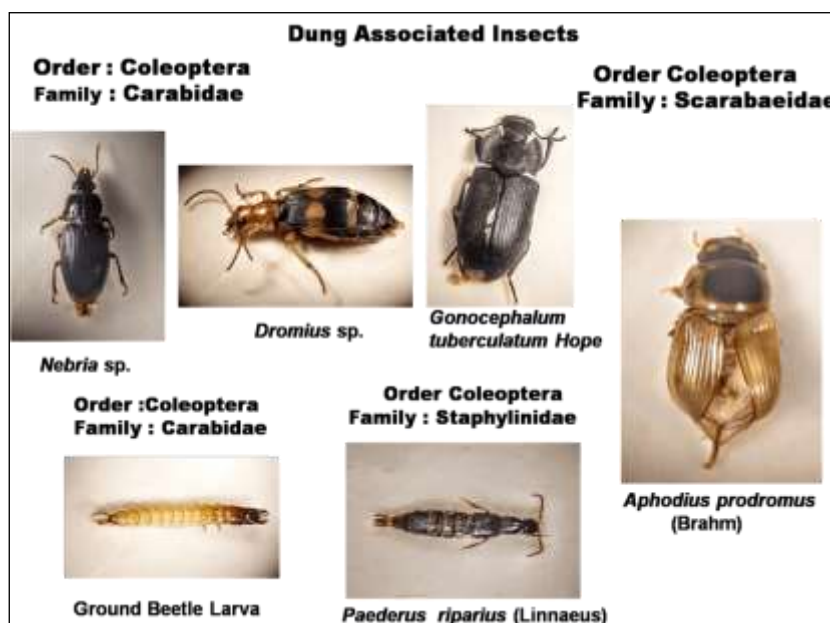 Dung Associated Insects
Order : Coleoptera
Family : Carabidae
Order Coleoptera
Family : Scarabaeidae
Nebria sp.
Dromius sp.
Gonocephalum
tuberculatum Hope
Order :Coleoptera
Family : Carabidae
Order Coleoptera
Family : Staphylinidae
Aphodius prodromus
(Brahm)
Ground Beetle Larva
Paederus riparius (Linnaeus)